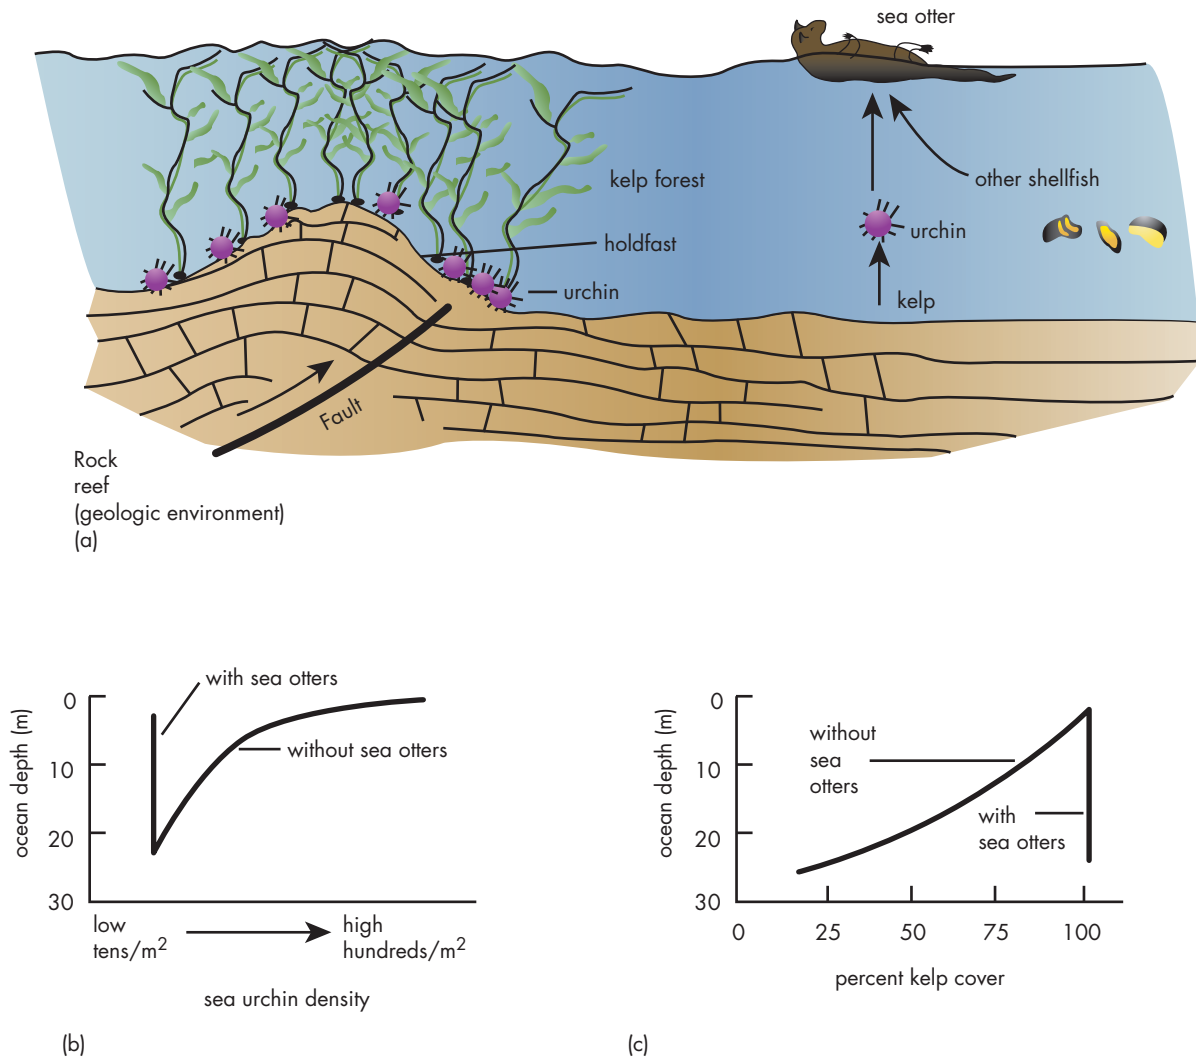 sea otter
kelp forest
other shellfish
holdfast
urchin
urchin
kelp
Fault
Rock
reef
(geologic environment)
(a)
with sea otters
without sea otters
ocean depth (m)
0
10
20
30
low
tens/m²
high
hundreds/m²
sea urchin density
(b)
without
sea
otters
with
sea otters
ocean depth (m)
0
10
20
30
0 25 50 75 100
percent kelp cover
(c)